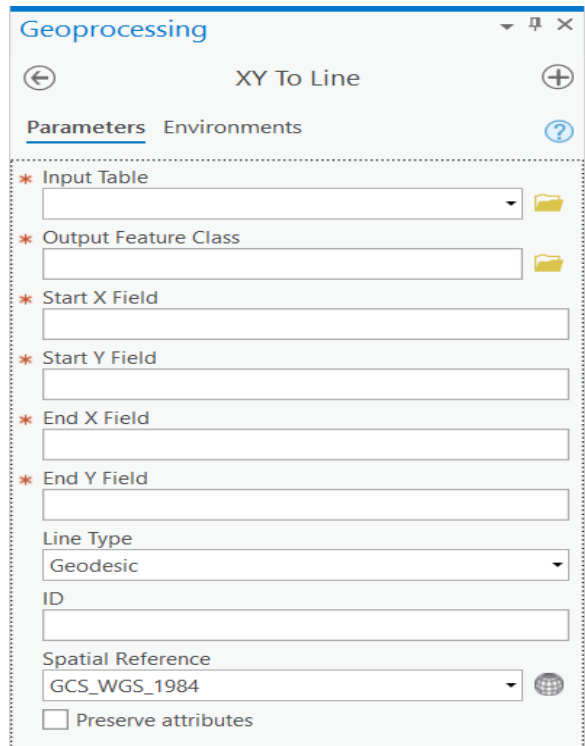 Geoprocessing
XY To Line
Parameters Environments
* Input Table
* Output Feature Class
* Start X Field
* Start Y Field
* End X Field
* End Y Field
Line Type
Geodesic
ID
Spatial Reference
GCS_WGS_1984
Preserve attributes